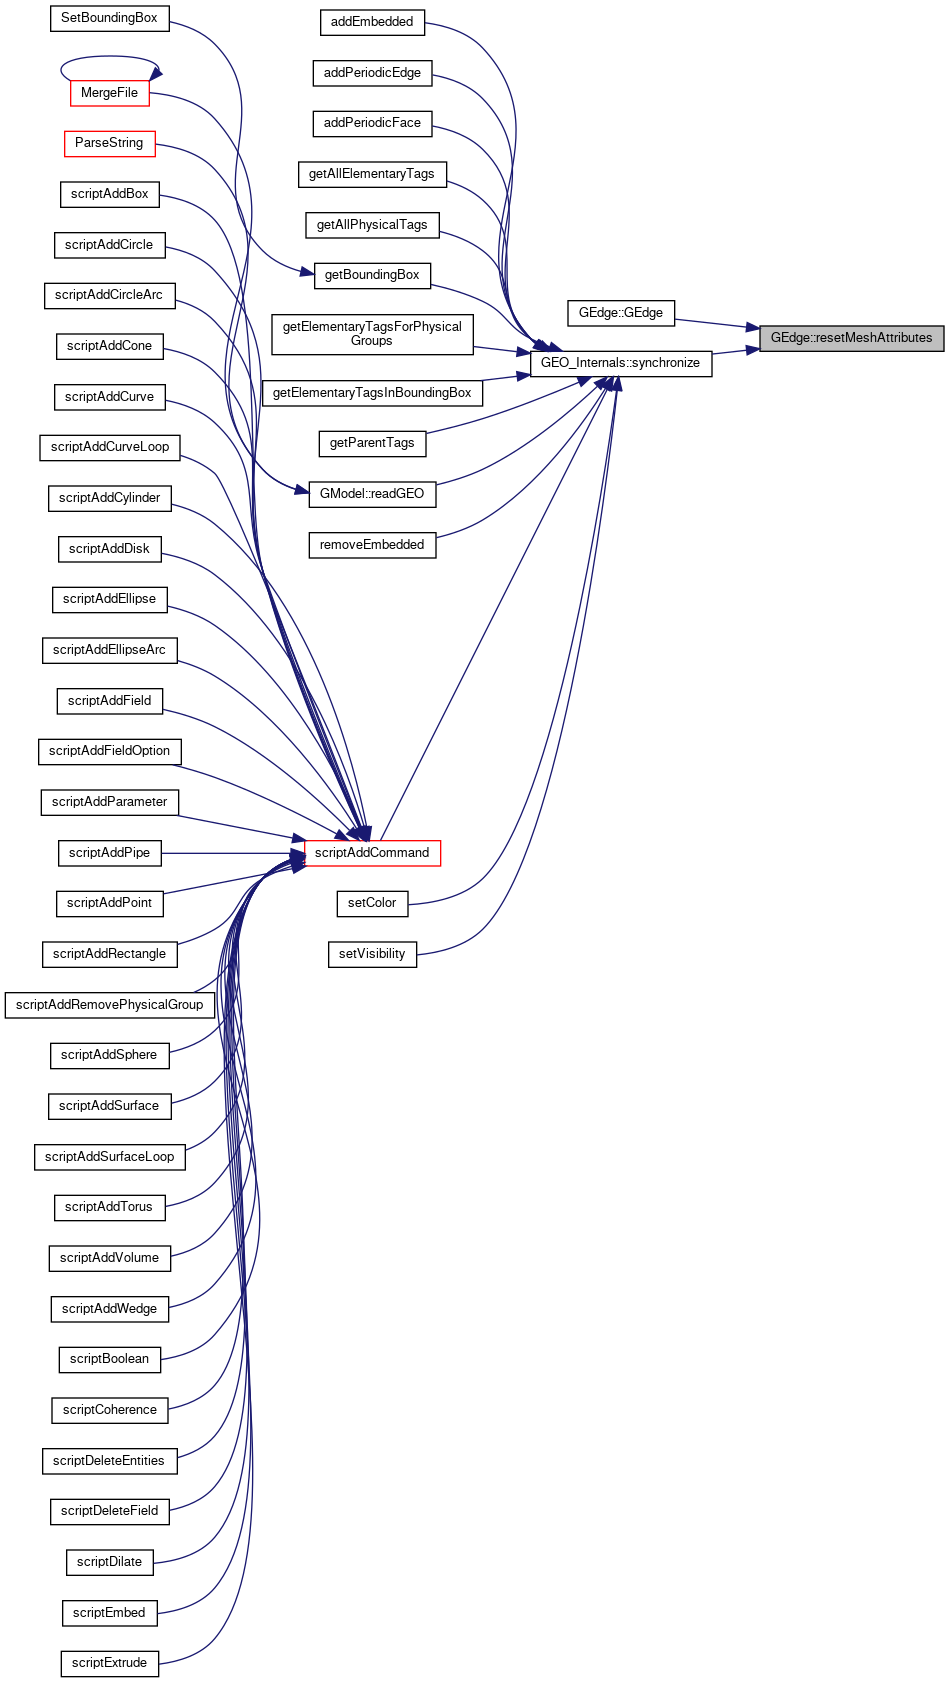 SetBoundingBox
MergeFile
ParseString
scriptAddBox
scriptAddCircle
scriptAddCircleArc
scriptAddCone
scriptAddCurve
scriptAddCurveLoop
scriptAddCylinder
scriptAddDisk
scriptAddEllipse
scriptAddEllipseArc
scriptAddField
scriptAddFieldOption
scriptAddParameter
scriptAddPipe
scriptAddPoint
scriptAddRectangle
scriptAddRemovePhysicalGroup
scriptAddSphere
scriptAddSurface
scriptAddSurfaceLoop
scriptAddTorus
scriptAddVolume
scriptAddWedge
scriptBoolean
scriptCoherence
scriptDeleteEntities
scriptDeleteField
scriptDilate
scriptEmbed
scriptExtrude
addEmbedded
addPeriodicEdge
addPeriodicFace
getAllElementaryTags
getAllPhysicalTags
getBoundingBox
getElementaryTagsForPhysical
Groups
getElementaryTagsInBoundingBox
getParentTags
GModel::readGEO
removeEmbedded
scriptAddCommand
setColor
setVisibility
GEdge::GEdge
GEO_Internals::synchronize
GEdge::resetMeshAttributes